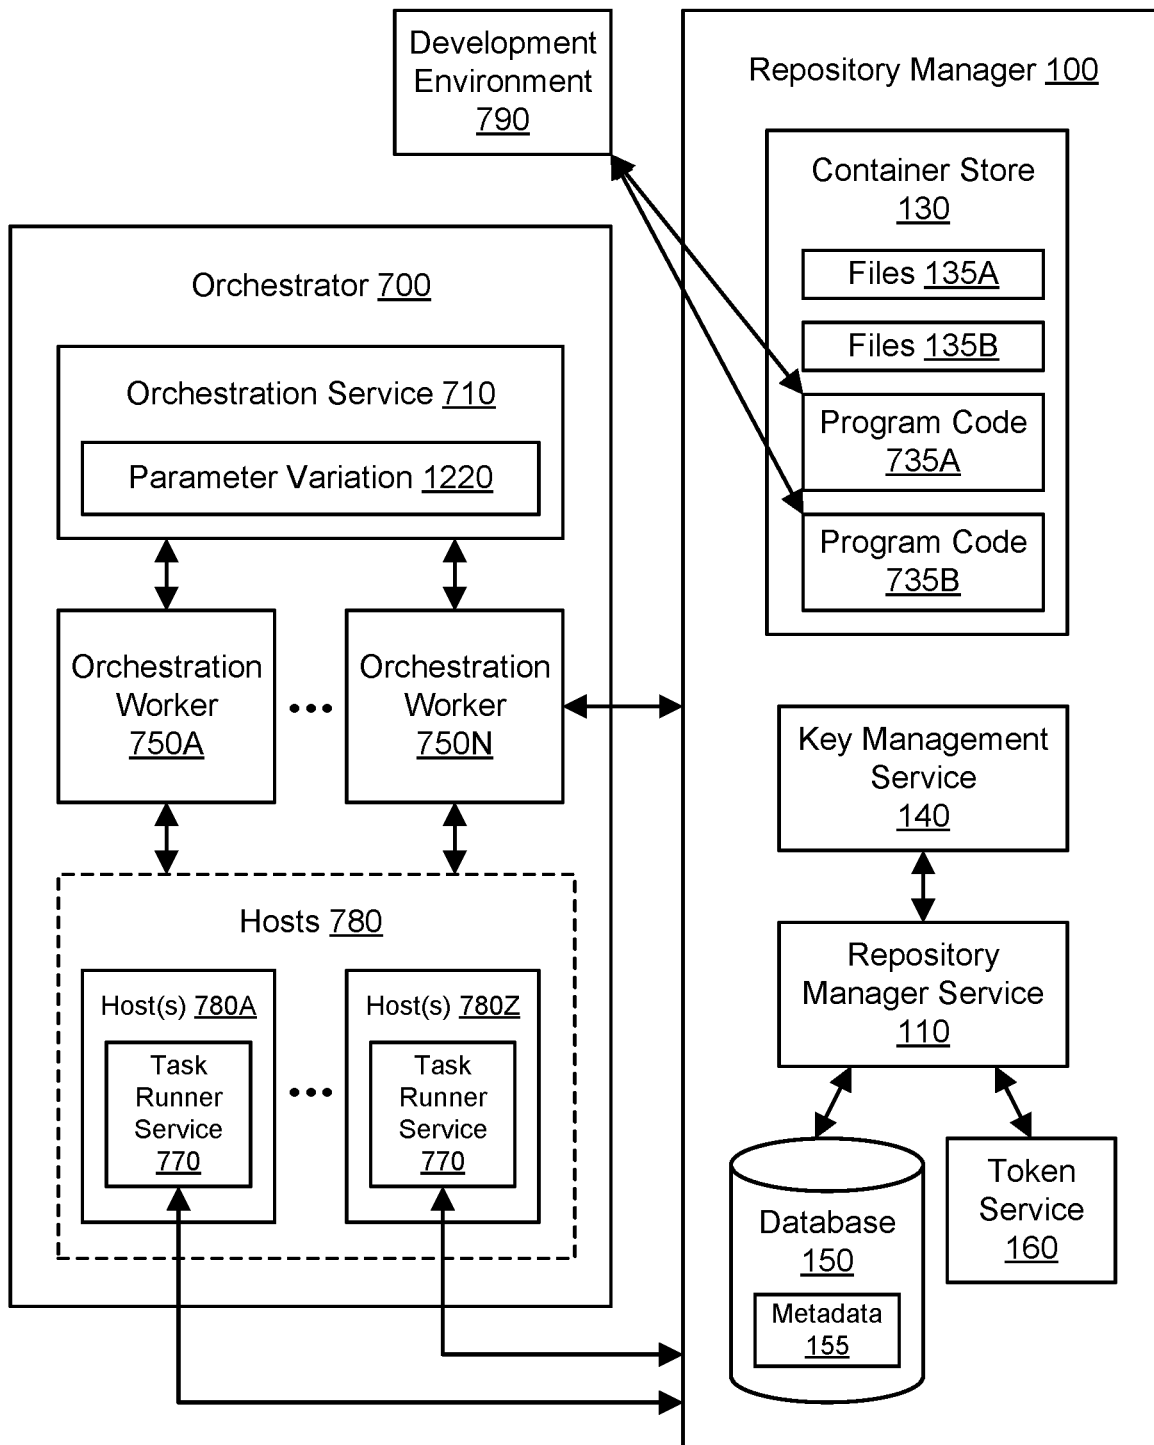 Development
Environment
790
Repository Manager 100
Container Store
130
Files 135A
Files 135B
Program Code
735A
Program Code
735B
Orchestrator 700
Orchestration Service 710
Parameter Variation 1220
Orchestration
Worker
750A
•••
Orchestration
Worker
750N
Key Management
Service
140
Hosts 780
Host(s) 780A
Task
Runner
Service
770
•••
Host(s) 780Z
Task
Runner
Service
770
Repository
Manager Service
110
Database
150
Metadata
155
Token
Service
160